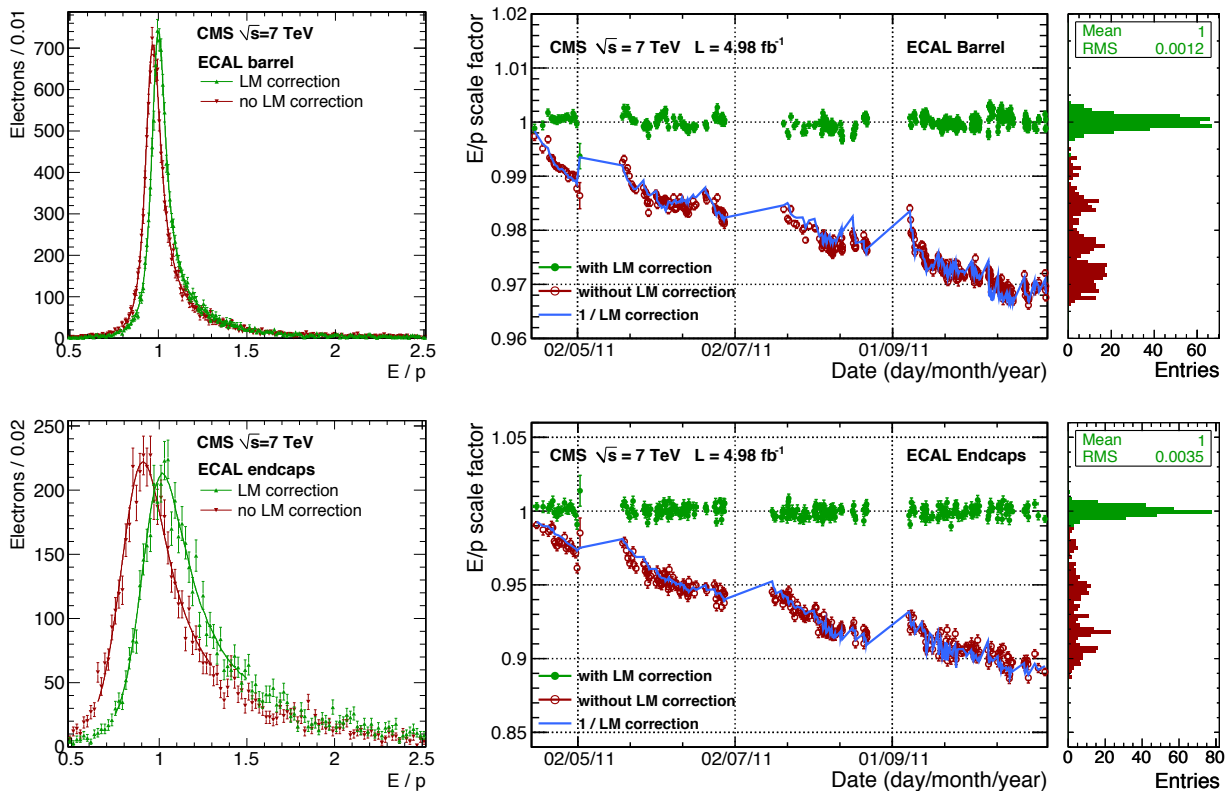 Electrons / 0.01
700
600
500
400
300
200
100
0
CMS √s=7 TeV
ECAL barrel
LM correction
no LM correction
0.5 1 1.5 2 2.5
E / p
E/p scale factor
1.02
1.01
1
0.99
0.98
0.97
0.96
CMS √s = 7 TeV L = 4.98 fb⁻¹
ECAL Barrel
with LM correction
without LM correction
1 / LM correction
02/05/11 02/07/11 01/09/11
Date (day/month/year)
Mean 1
RMS 0.0012
0 20 40 60
Entries
Electrons / 0.02
250
200
150
100
50
0
CMS √s=7 TeV
ECAL endcaps
LM correction
no LM correction
0.5 1 1.5 2 2.5
E / p
E/p scale factor
1.05
1
0.95
0.9
0.85
CMS √s = 7 TeV L = 4.98 fb⁻¹
ECAL Endcaps
with LM correction
without LM correction
1 / LM correction
02/05/11 02/07/11 01/09/11
Date (day/month/year)
Mean 1
RMS 0.0035
0 20 40 60 80
Entries